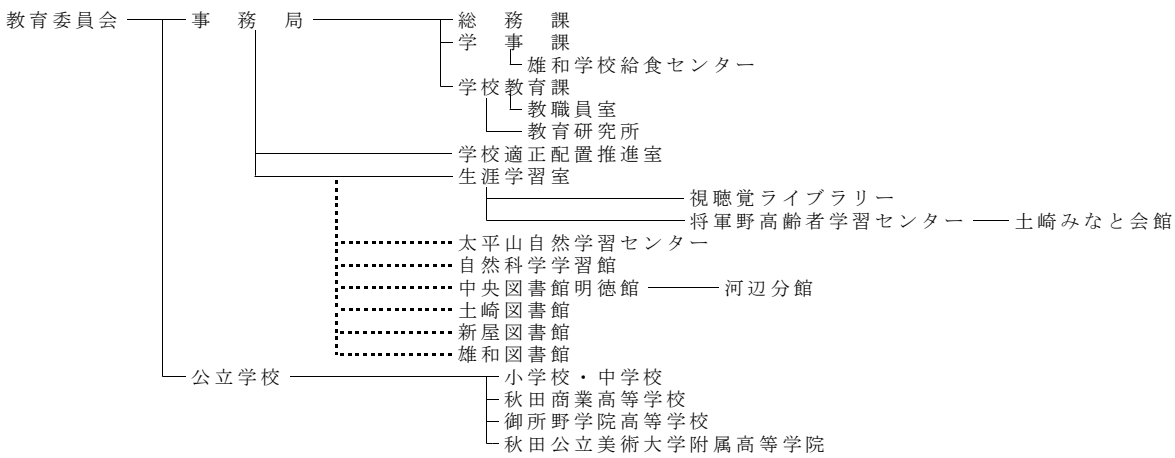 教育委員会 事務局 総務課
学事課
雄和学校給食センター
学校教育課
教職員室
教育研究所
学校適正配置推進室
生涯学習室
視聴覚ライブラリー
将軍野高齢者学習センター 土崎みなと会館
太平山自然学習センター
自然科学学習館
中央図書館明徳館 河辺分館
土崎図書館
新屋図書館
雄和図書館
公立学校 小学校・中学校
秋田商業高等学校
御所野学院高等学校
秋田公立美術大学附属高等学院